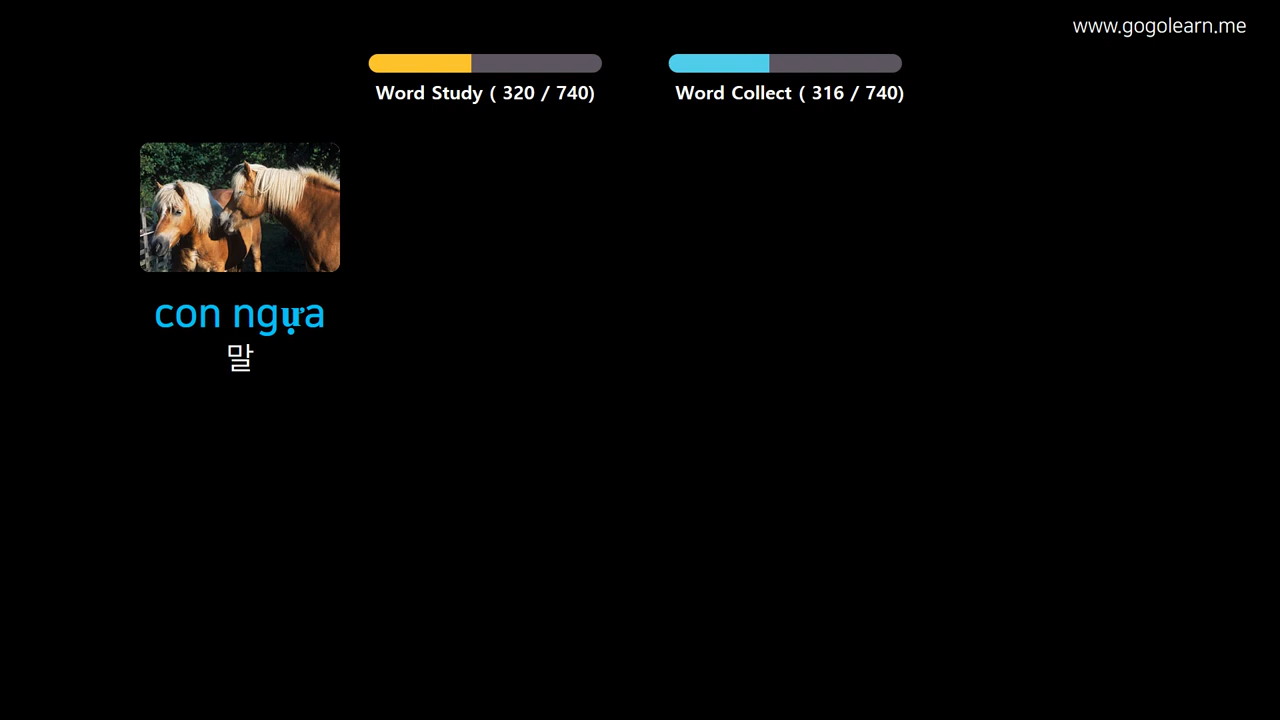 www.gogolearn.me
Word Study ( 320 / 740)
Word Collect ( 316 / 740)
con ngựa
말